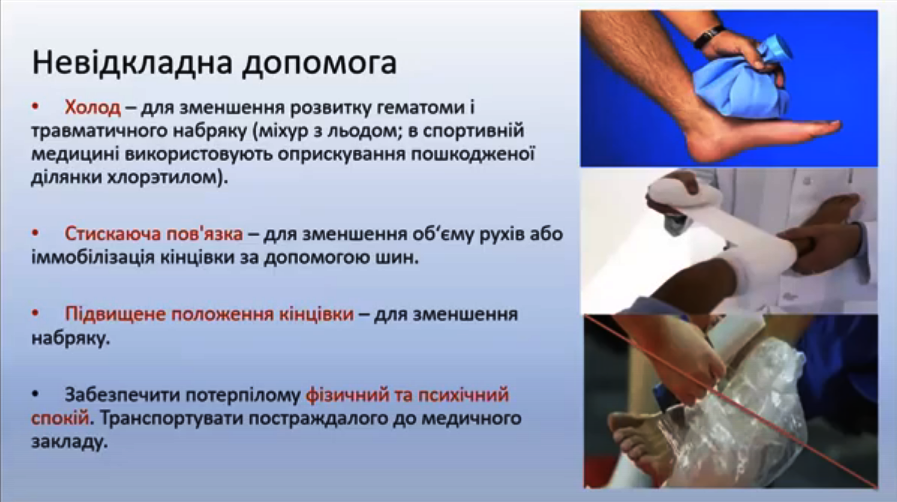 Невідкладна допомога
• Холод – для зменшення розвитку гематоми і
травматичного набряку (міхур з льодом; в спортивній
медицині використовують оприскування пошкодженої
ділянки хлорэтилом).
• Стискаюча пов'язка – для зменшення об‘єму рухів або
іммобілізація кінцівки за допомогою шин.
• Підвищене положення кінцівки – для зменшення
набряку.
• Забезпечити потерпілому фізичний та психічний
спокій. Транспортувати постраждалого до медичного
закладу.